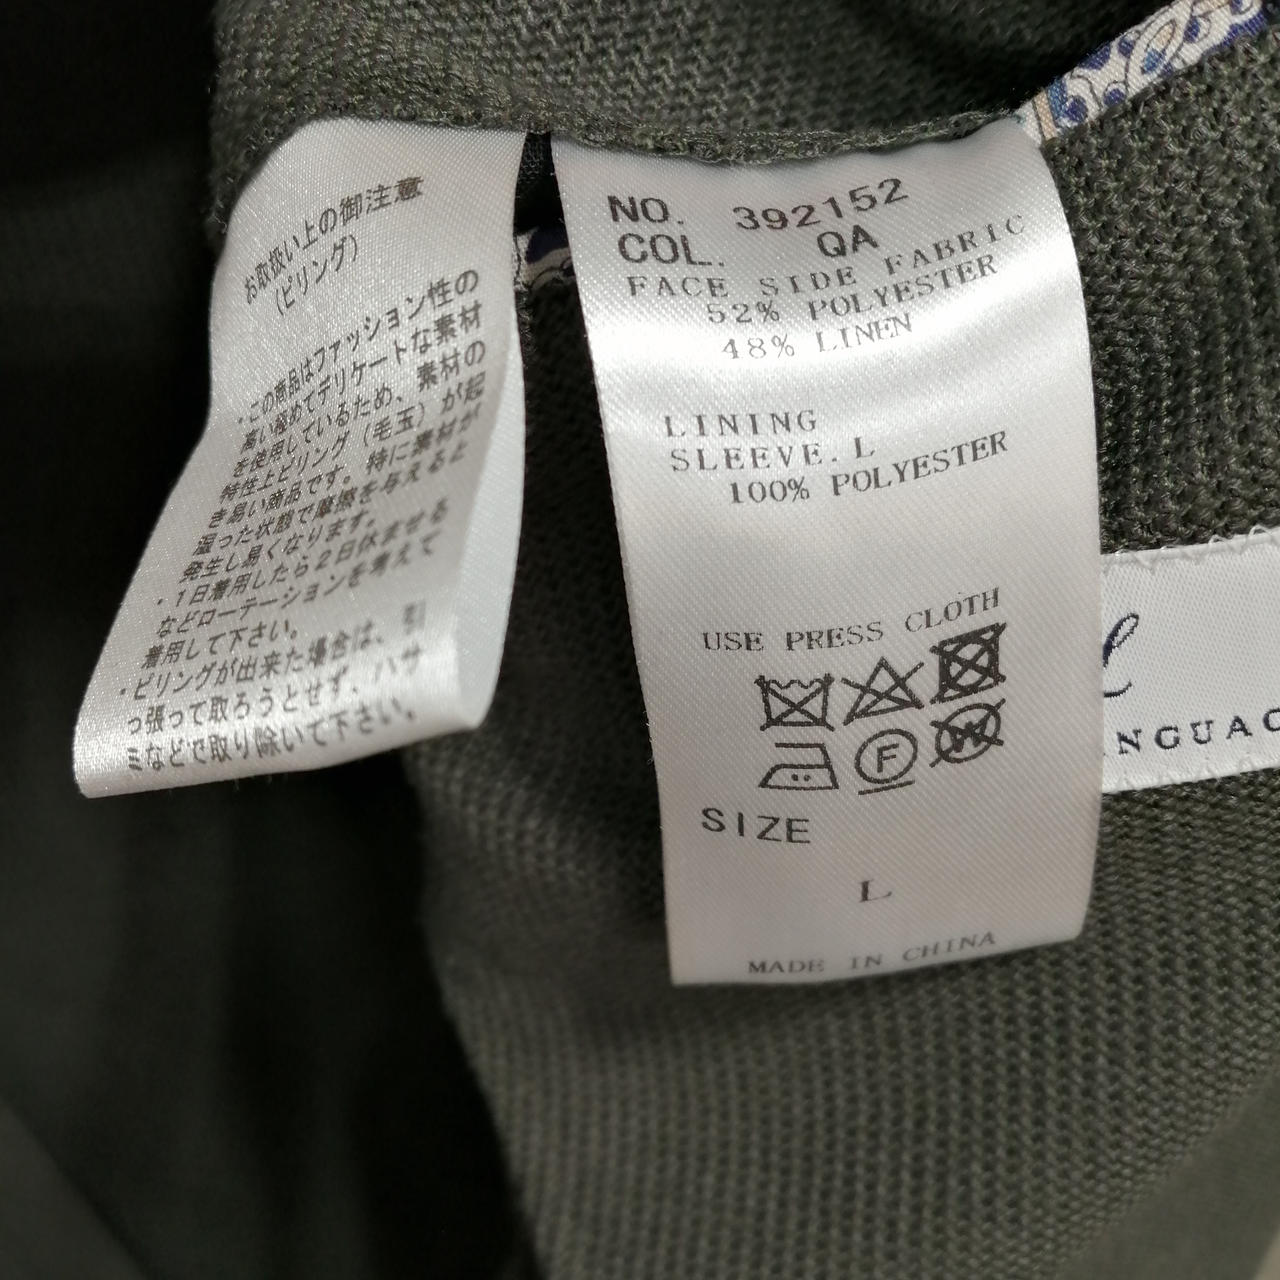 お取扱い上の御注意
(ピリング)
・この商品はファッション性の
高い極めてデリケートな素材
を使用しているため、素材の
特性上ピリング(毛玉)が起
き易い商品です。特に素材が
湿った状態で摩擦を与えると
発生し易くなります。
・1日着用したら2日休ませる
などローテーションを考えて
着用して下さい。
・ピリングが出来た場合は、引
っ張って取ろうとせず、ハサ
ミなどで取り除いて下さい。
NO. 392152
COL. QA
FACE SIDE FABRIC
52% POLYESTER
48% LINEN
LINING
SLEEVE. L
100% POLYESTER
USE PRESS CLOTH
F
W
SIZE
L
MADE IN CHINA
NGUAG